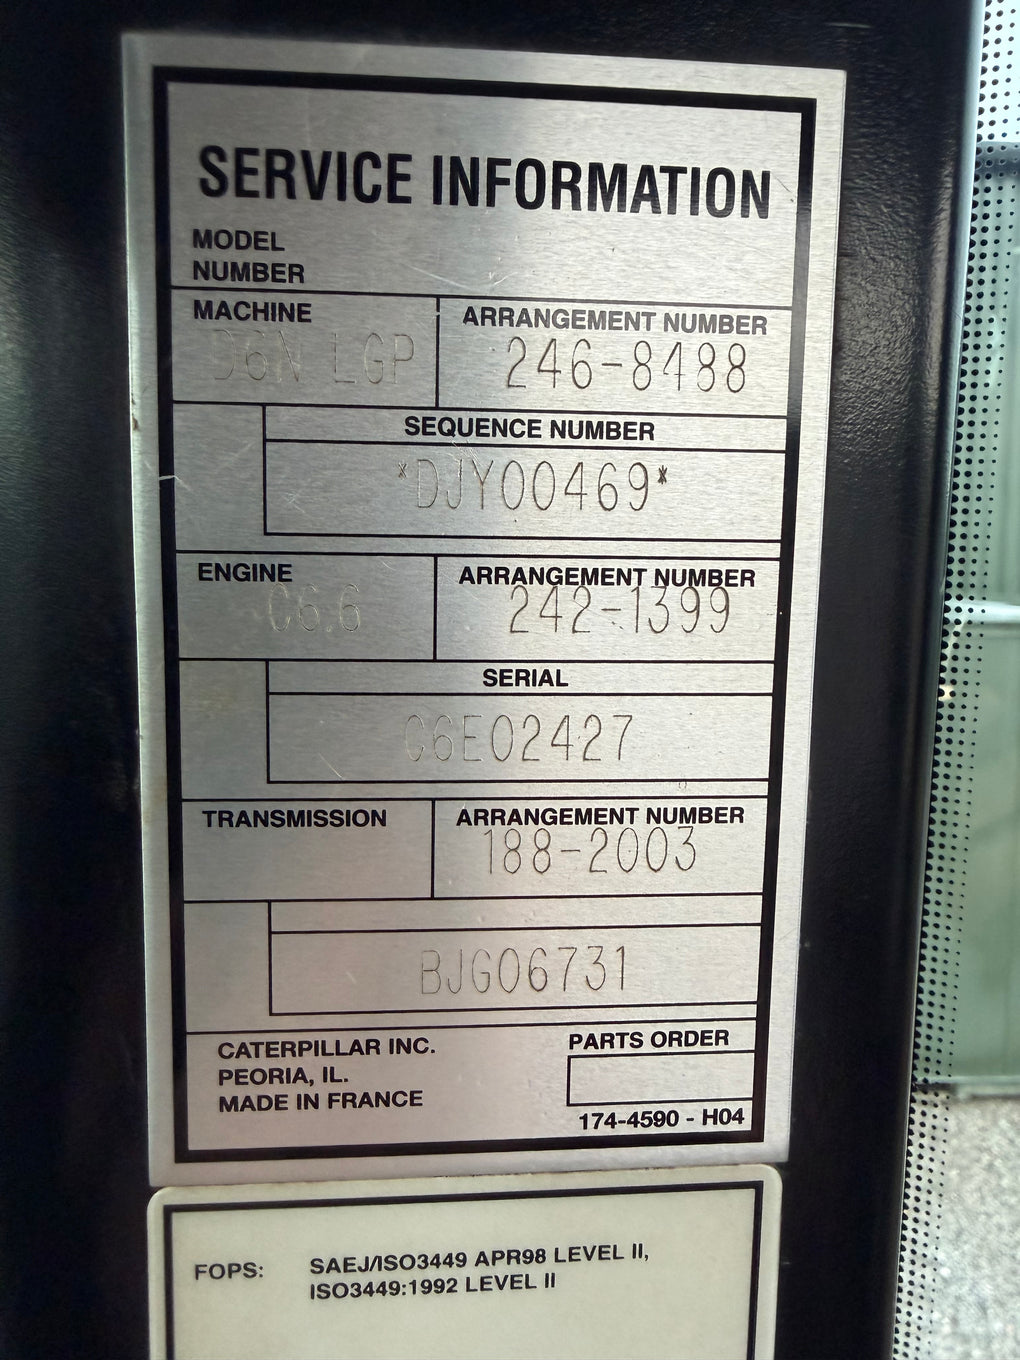 SERVICE INFORMATION
MODEL
NUMBER
MACHINE
D6N LGP
ARRANGEMENT NUMBER
246-8488
SEQUENCE NUMBER
*DJY00469*
ENGINE
C6.6
ARRANGEMENT NUMBER
242-1399
SERIAL
C6E02427
TRANSMISSION
ARRANGEMENT NUMBER
188-2003
BJG06731
CATERPILLAR INC.
PEORIA, IL.
MADE IN FRANCE
PARTS ORDER
174-4590 - H04
FOPS: SAEJ/ISO3449 APR98 LEVEL II,
ISO3449:1992 LEVEL II